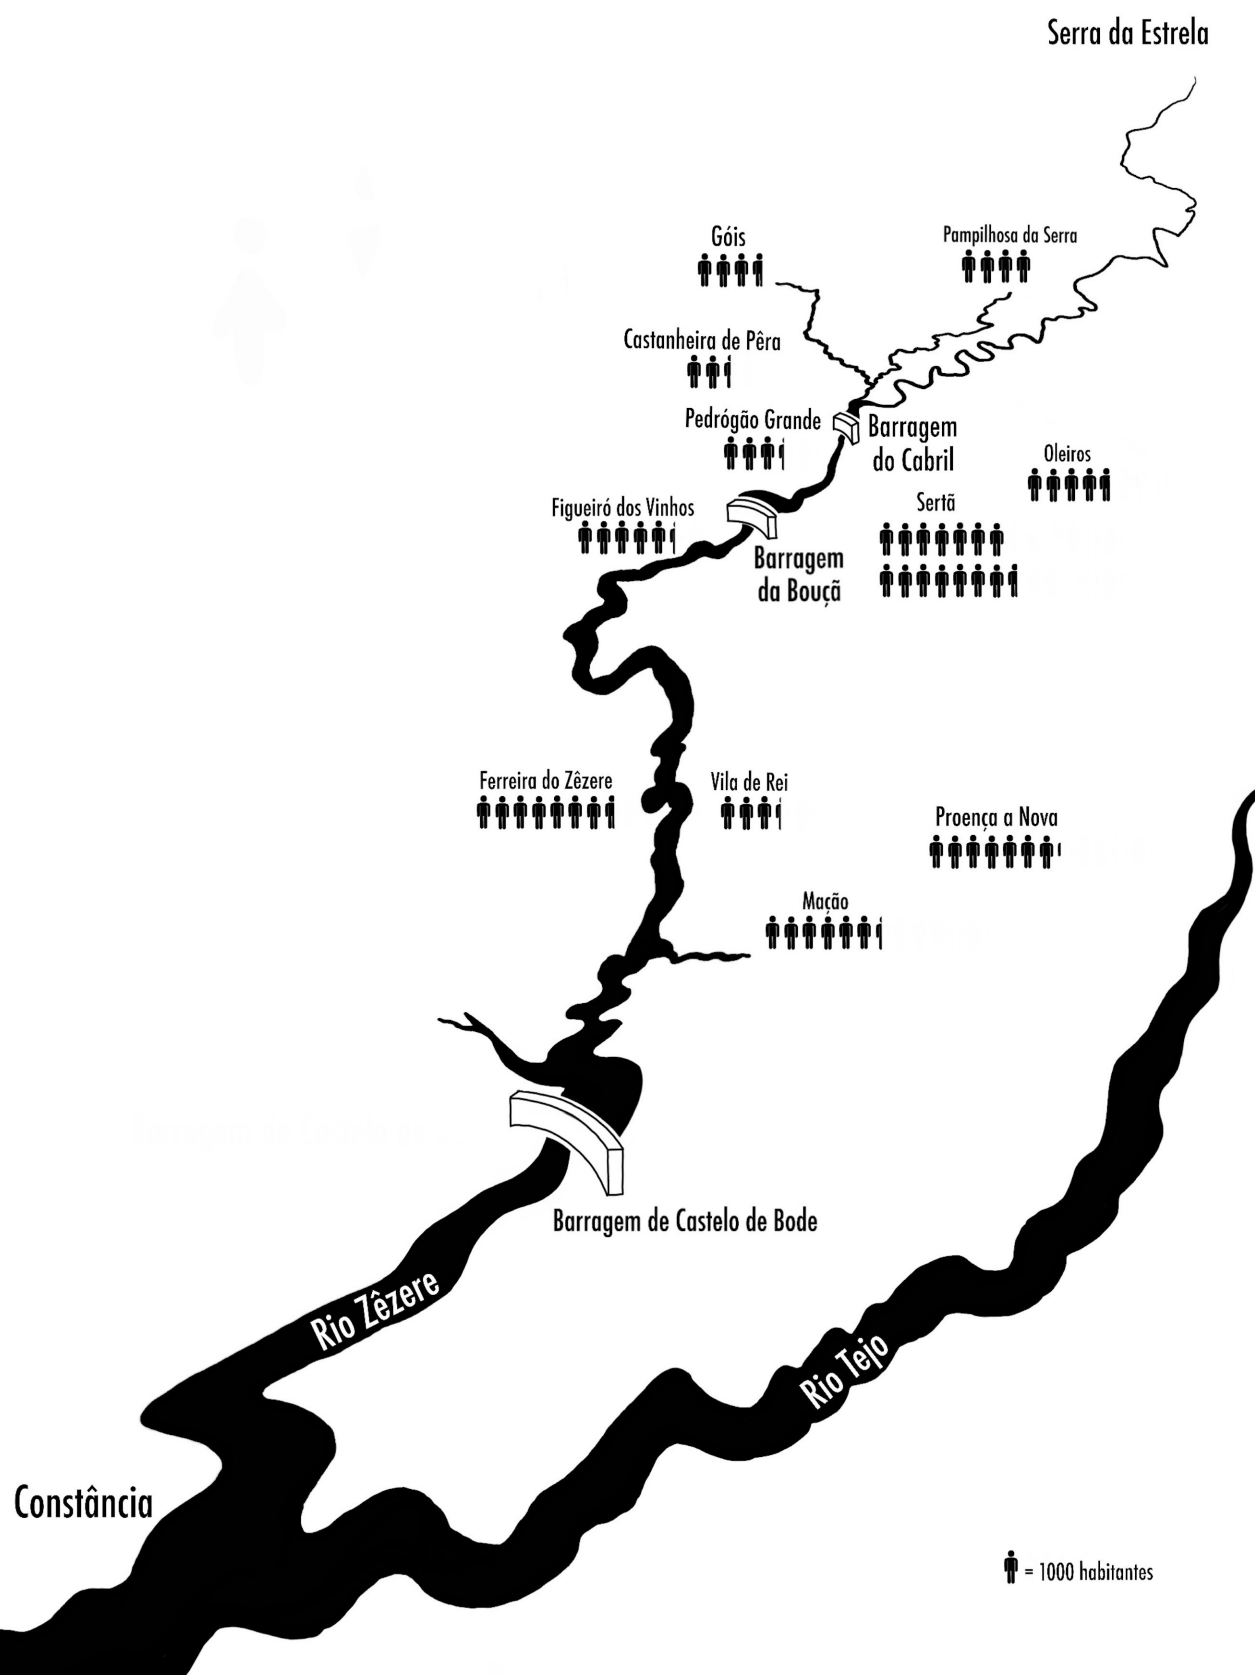 Serra da Estrela
Góis
Pampilhosa da Serra
Castanheira de Pêra
Pedrógão Grande
Barragem
do Cabril
Oleiros
Figueiró dos Vinhos
Sertã
Barragem
da Bouçã
Ferreira do Zêzere
Vila de Rei
Proença a Nova
Mação
Barragem de Castelo de Bode
Rio Zêzere
Rio Tejo
Constância
= 1000 habitantes